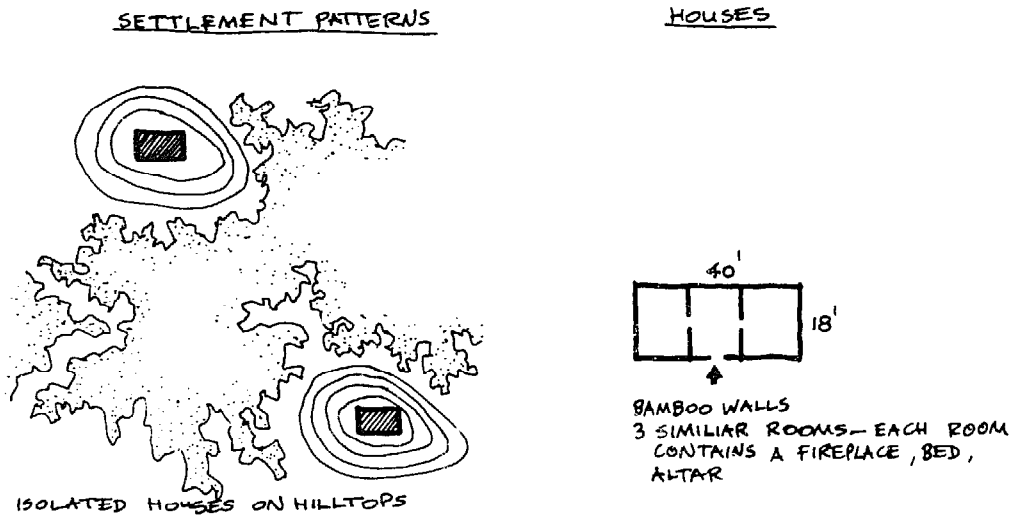 SETTLEMENT PATTERNS
HOUSES
ISOLATED HOUSES ON HILLTOPS
40'
18'
BAMBOO WALLS
3 SIMILIAR ROOMS — EACH ROOM
CONTAINS A FIREPLACE, BED,
ALTAR